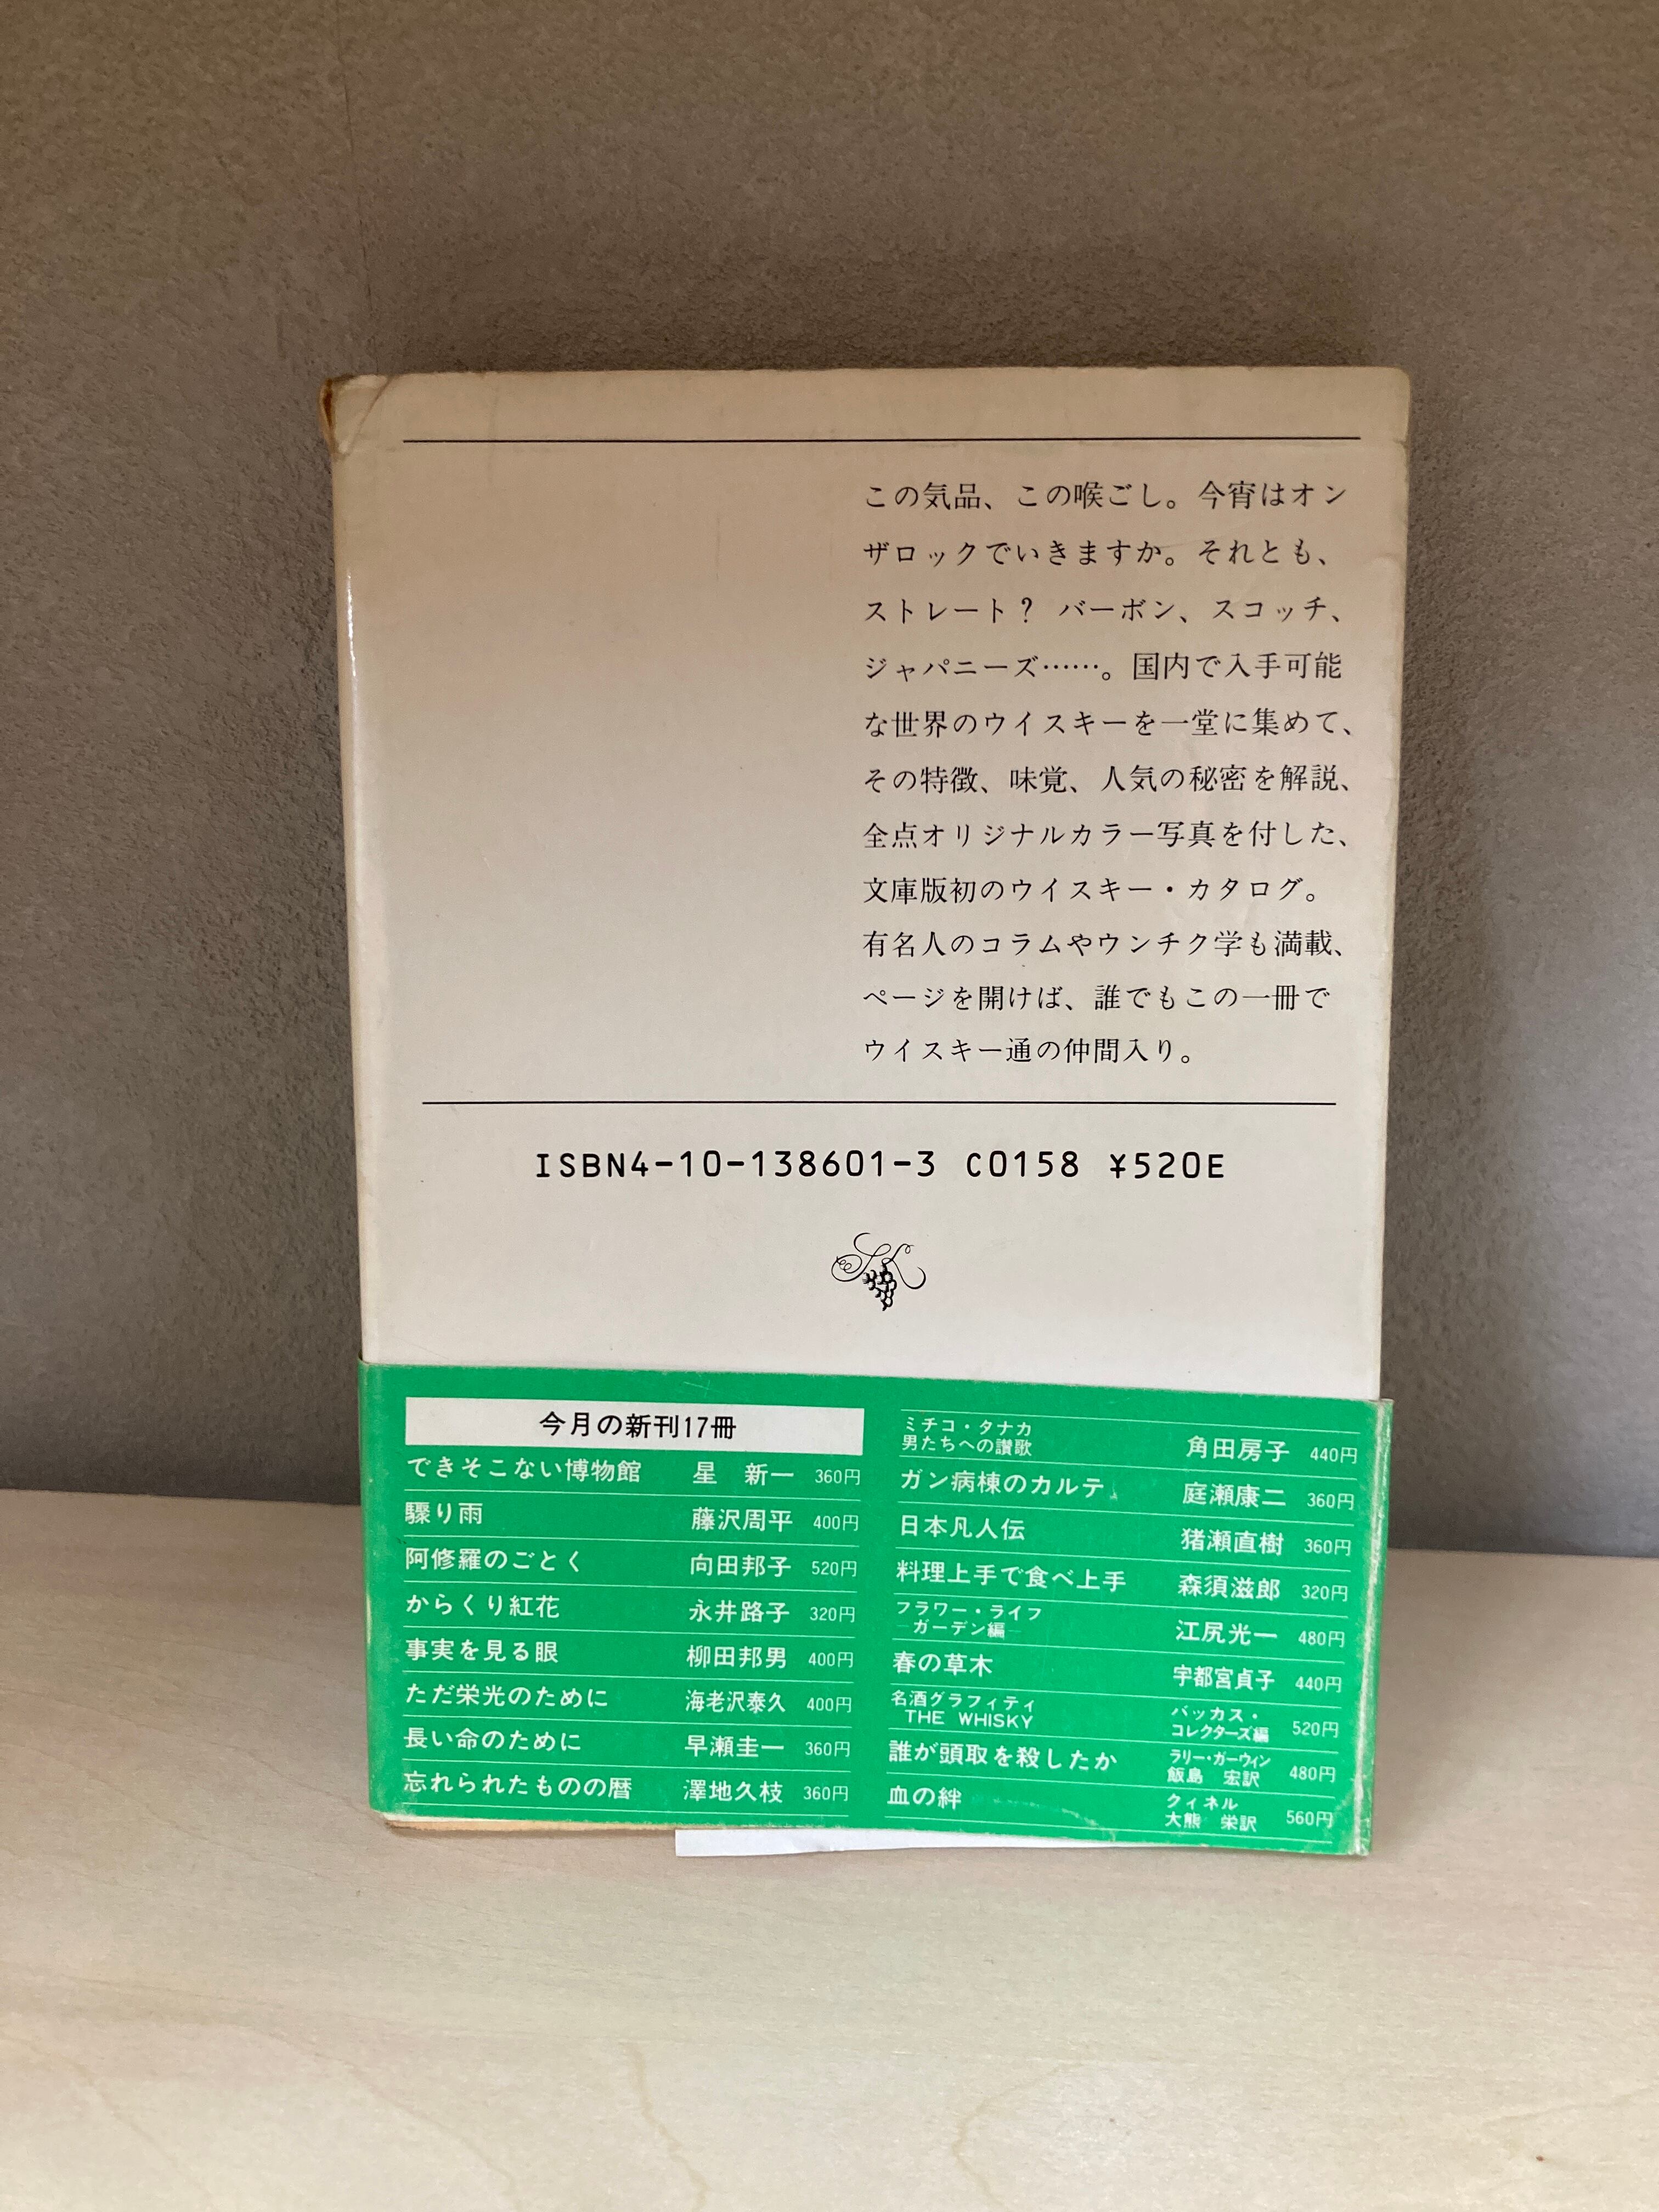 この気品、この喉ごし。今宵はオン
ザロックでいきますか。それとも、
ストレート？ バーボン、スコッチ、
ジャパニーズ……。国内で入手可能
な世界のウイスキーを一堂に集めて、
その特徴、味覚、人気の秘密を解説、
全点オリジナルカラー写真を付した、
文庫版初のウイスキー・カタログ。
有名人のコラムやウンチク学も満載、
ページを開けば、誰でもこの一冊で
ウイスキー通の仲間入り。
ISBN4-10-138601-3 C0158 ¥520E
今月の新刊17冊
できそこない博物館 星 新一 360円
驟り雨 藤沢周平 400円
阿修羅のごとく 向田邦子 520円
からくり紅花 永井路子 320円
事実を見る眼 柳田邦男 400円
ただ栄光のために 海老沢泰久 400円
長い命のために 早瀬圭一 360円
忘れられたものの暦 澤地久枝 360円
ミチコ・タナカ
男たちへの讃歌 角田房子 440円
ガン病棟のカルテ 庭瀬康二 360円
日本凡人伝 猪瀬直樹 360円
料理上手で食べ上手 森須滋郎 320円
フラワー・ライフ
—ガーデン編— 江尻光一 480円
春の草木 宇都宮貞子 440円
名酒グラフィティ バッカス・
THE WHISKY コレクターズ編 520円
誰が頭取を殺したか ラリー・ガーウィン
飯島 宏訳 480円
血の絆 クィネル
大熊 栄訳 560円